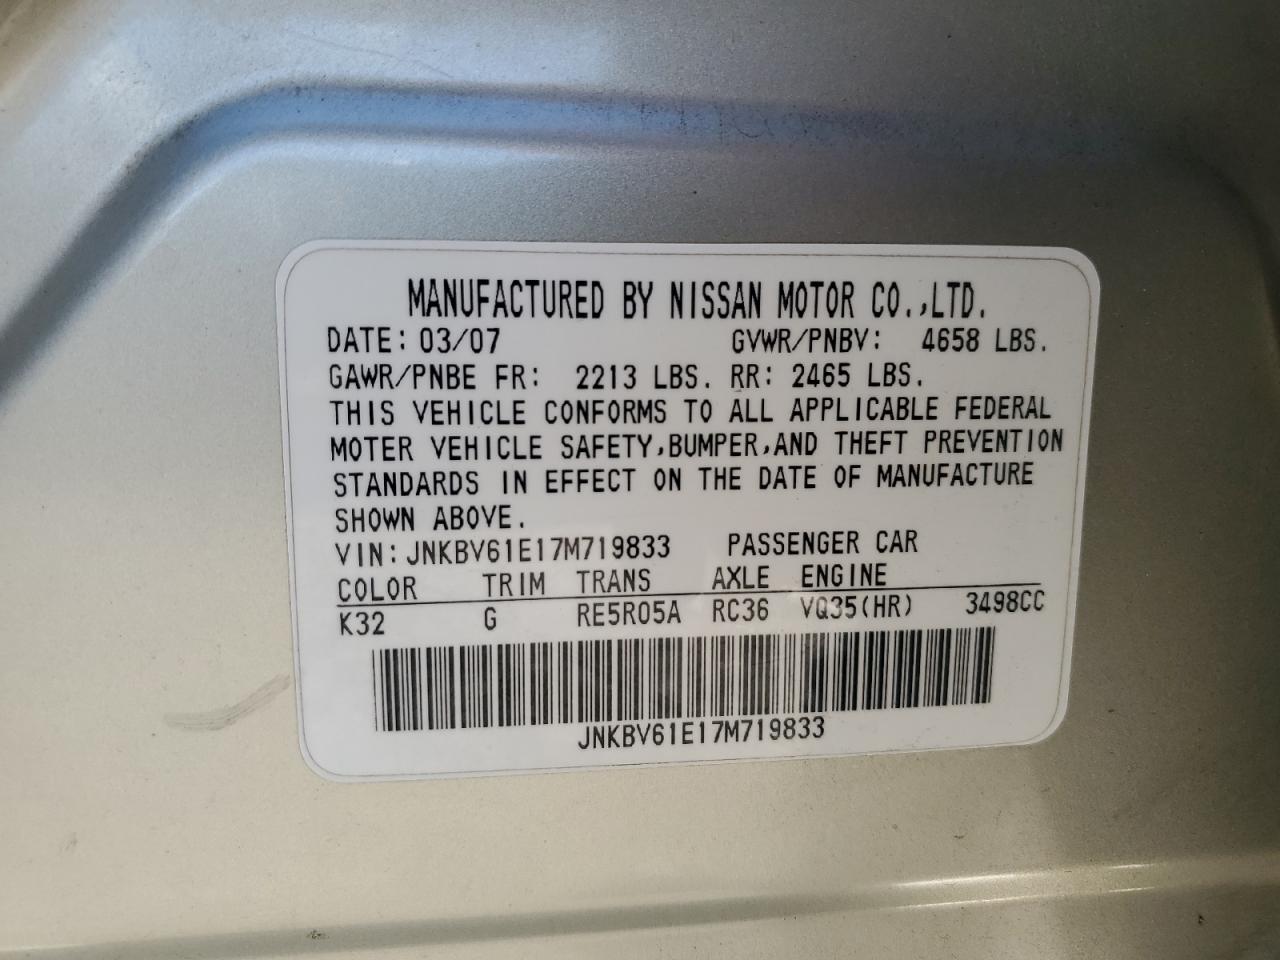 MANUFACTURED BY NISSAN MOTOR CO.,LTD.
DATE: 03/07 GVWR/PNBV: 4658 LBS.
GAWR/PNBE FR: 2213 LBS. RR: 2465 LBS.
THIS VEHICLE CONFORMS TO ALL APPLICABLE FEDERAL
MOTER VEHICLE SAFETY,BUMPER,AND THEFT PREVENTION
STANDARDS IN EFFECT ON THE DATE OF MANUFACTURE
SHOWN ABOVE.
VIN: JNKBV61E17M719833 PASSENGER CAR
COLOR TRIM TRANS AXLE ENGINE
K32 G RE5R05A RC36 VQ35(HR) 3498CC
JNKBV61E17M719833